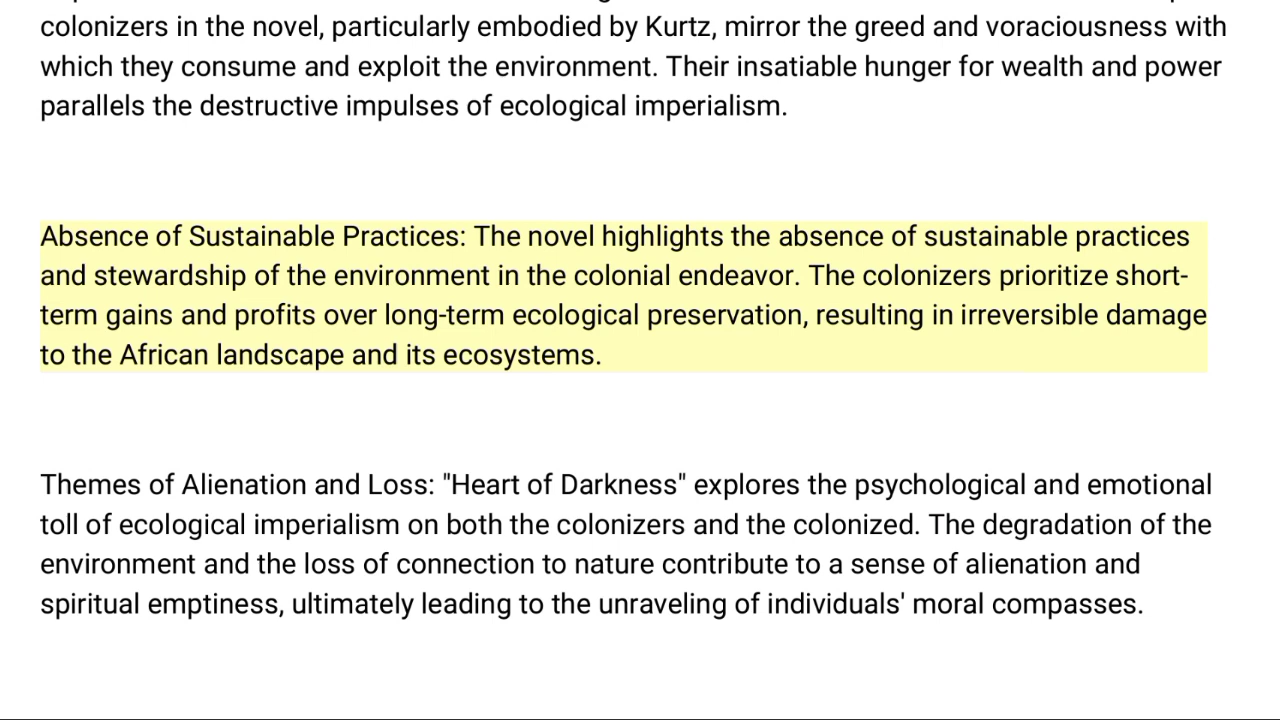 colonizers in the novel, particularly embodied by Kurtz, mirror the greed and voraciousness with
which they consume and exploit the environment. Their insatiable hunger for wealth and power
parallels the destructive impulses of ecological imperialism.
Absence of Sustainable Practices: The novel highlights the absence of sustainable practices
and stewardship of the environment in the colonial endeavor. The colonizers prioritize short-
term gains and profits over long-term ecological preservation, resulting in irreversible damage
to the African landscape and its ecosystems.
Themes of Alienation and Loss: "Heart of Darkness" explores the psychological and emotional
toll of ecological imperialism on both the colonizers and the colonized. The degradation of the
environment and the loss of connection to nature contribute to a sense of alienation and
spiritual emptiness, ultimately leading to the unraveling of individuals' moral compasses.